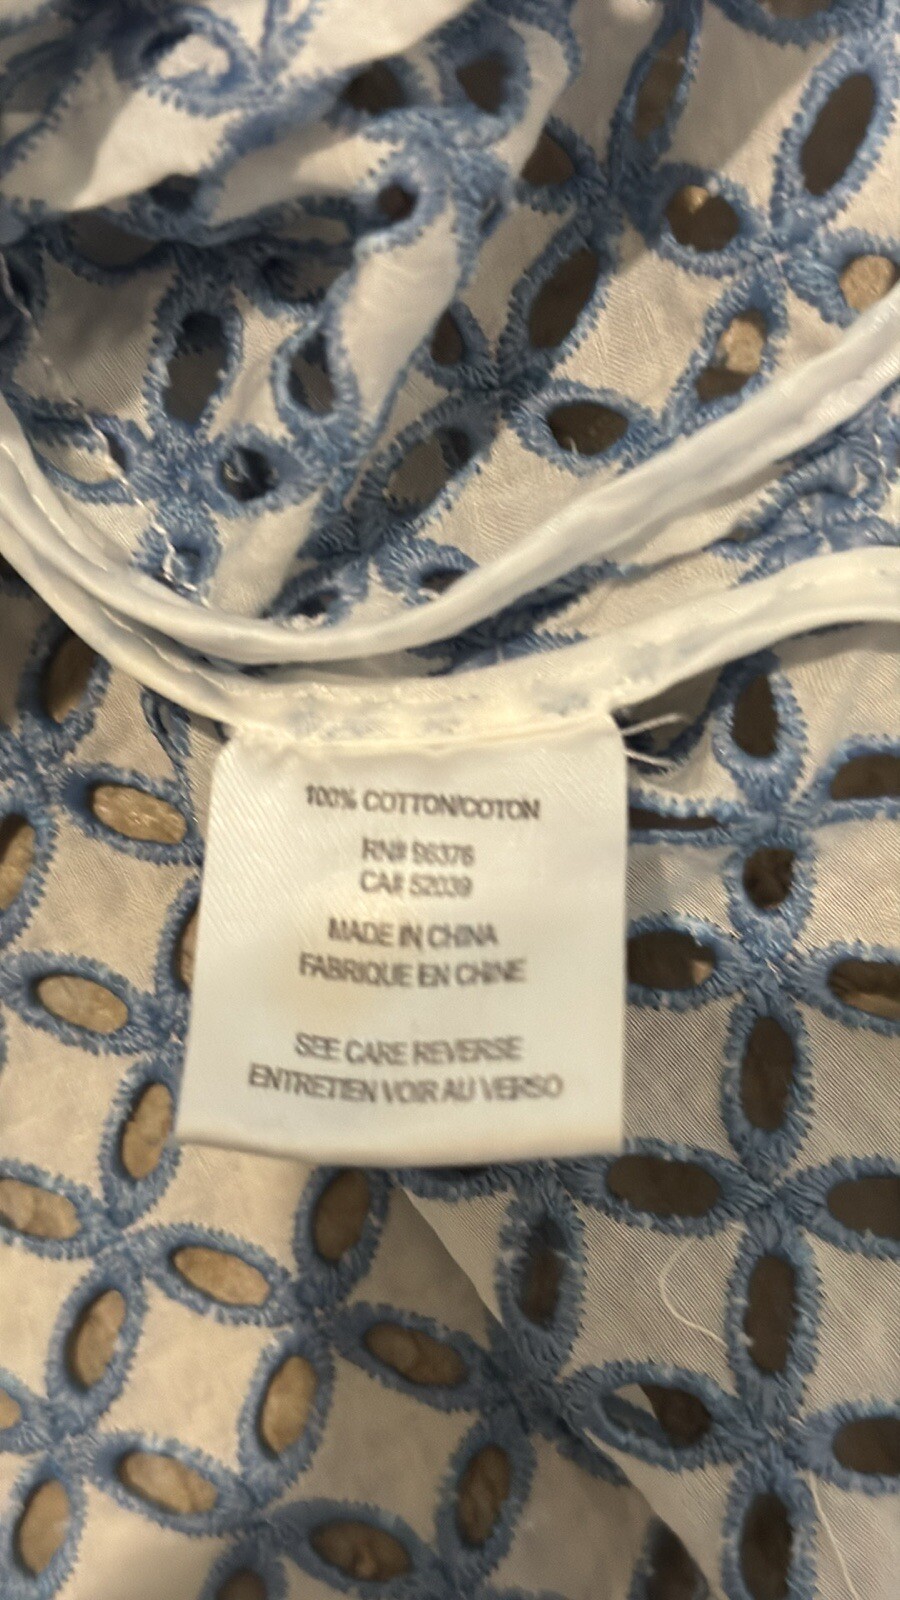 100% COTTON/COTON
RN# 96376
CA# 52039
MADE IN CHINA
FABRIQUE EN CHINE
SEE CARE REVERSE
ENTRETIEN VOIR AU VERSO